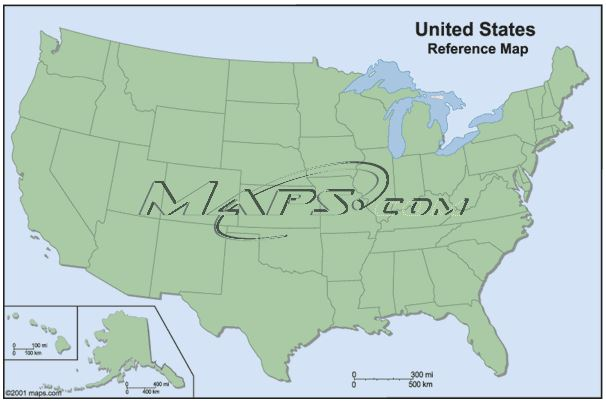 United States
Reference Map
MAPS.COM
0 100 mi
0 100 km
0 400 mi
0 400 km
0 300 mi
0 500 km
©2001 maps.com